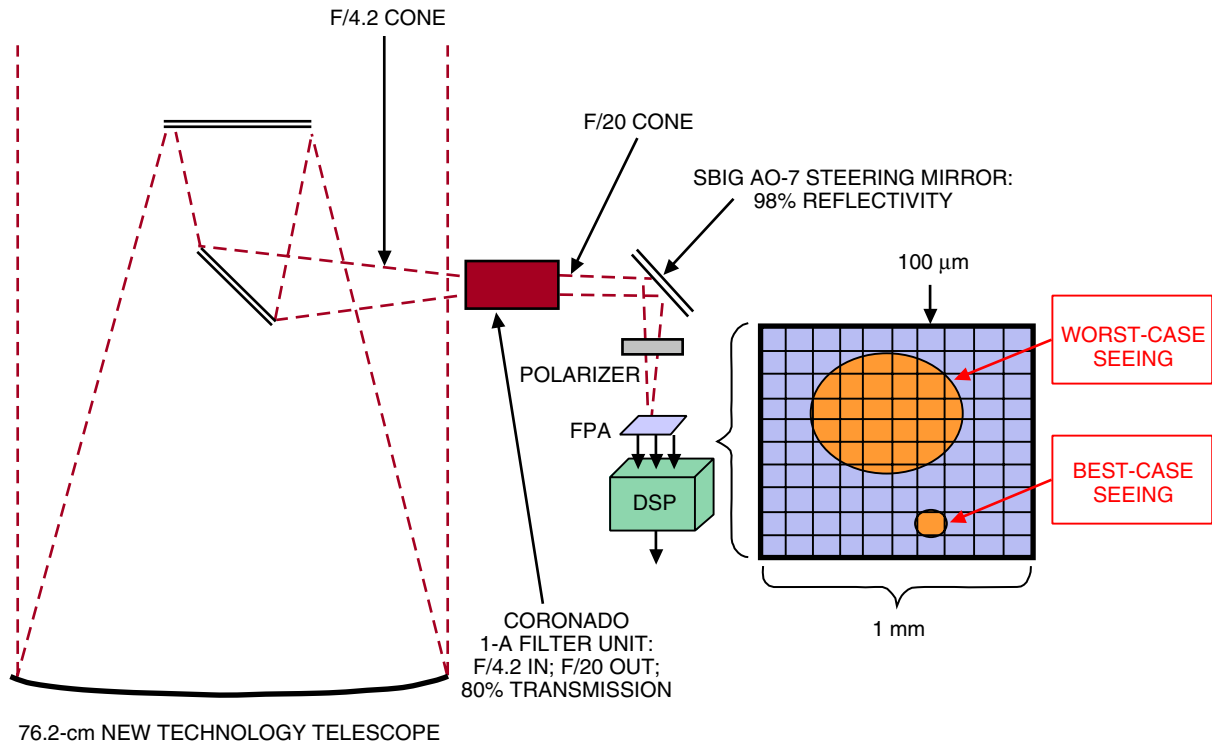 F/4.2 CONE
F/20 CONE
SBIG AO-7 STEERING MIRROR:
98% REFLECTIVITY
100 μm
WORST-CASE
SEEING
POLARIZER
FPA
BEST-CASE
SEEING
DSP
CORONADO
1-A FILTER UNIT:
F/4.2 IN; F/20 OUT;
80% TRANSMISSION
1 mm
76.2-cm NEW TECHNOLOGY TELESCOPE